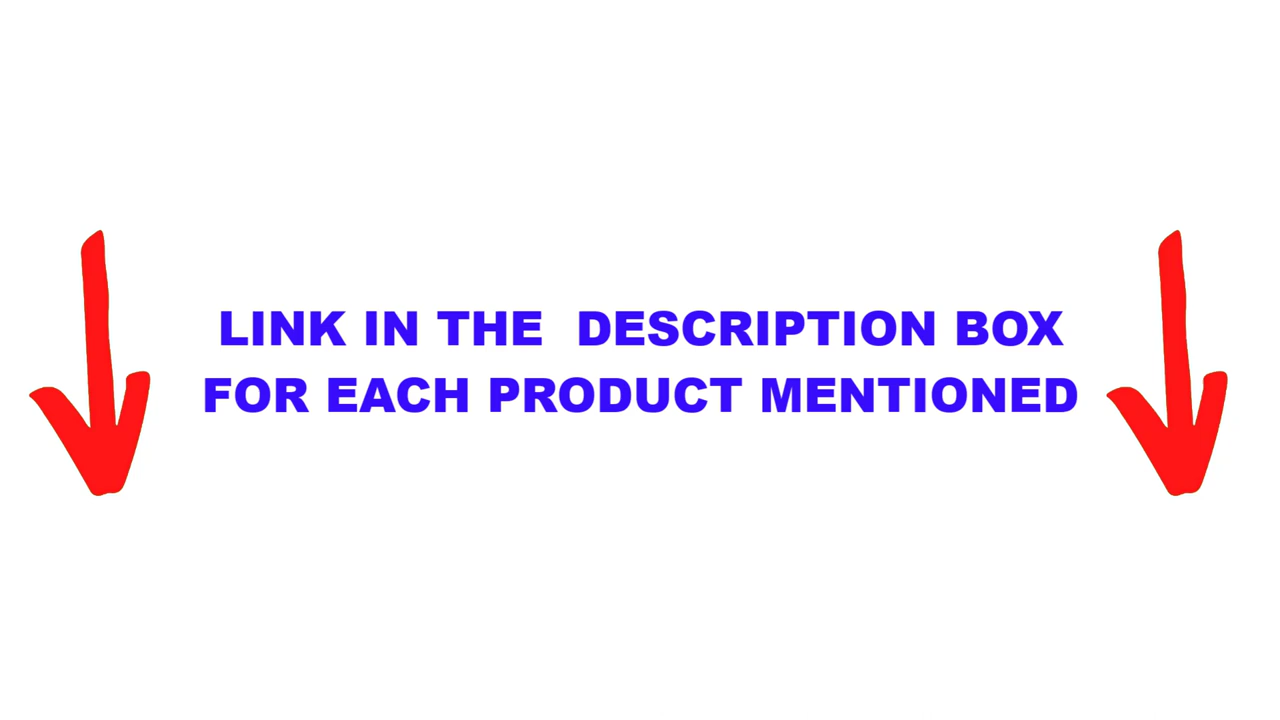 LINK IN THE  DESCRIPTION BOX
FOR EACH PRODUCT MENTIONED